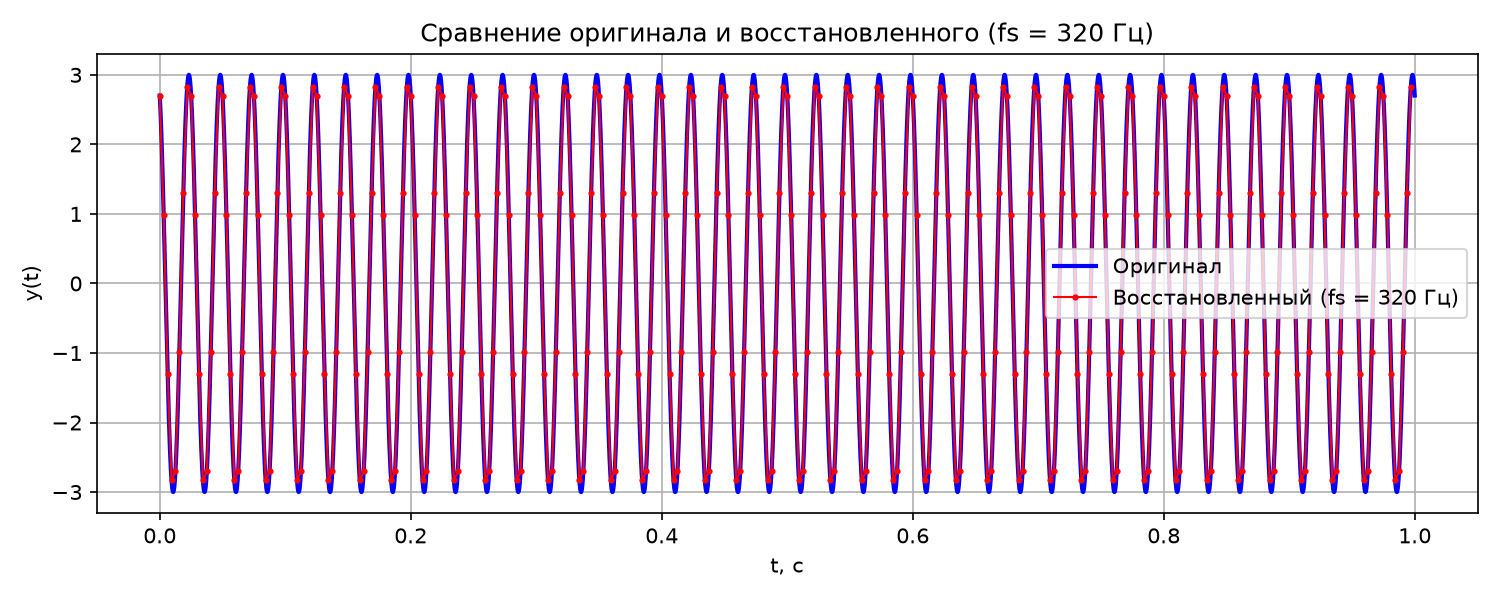 Сравнение оригинала и восстановленного (fs = 320 Гц)
y(t)
3
2
1
0
−1
−2
−3
Оригинал
Восстановленный (fs = 320 Гц)
0.0 0.2 0.4 0.6 0.8 1.0
t, с